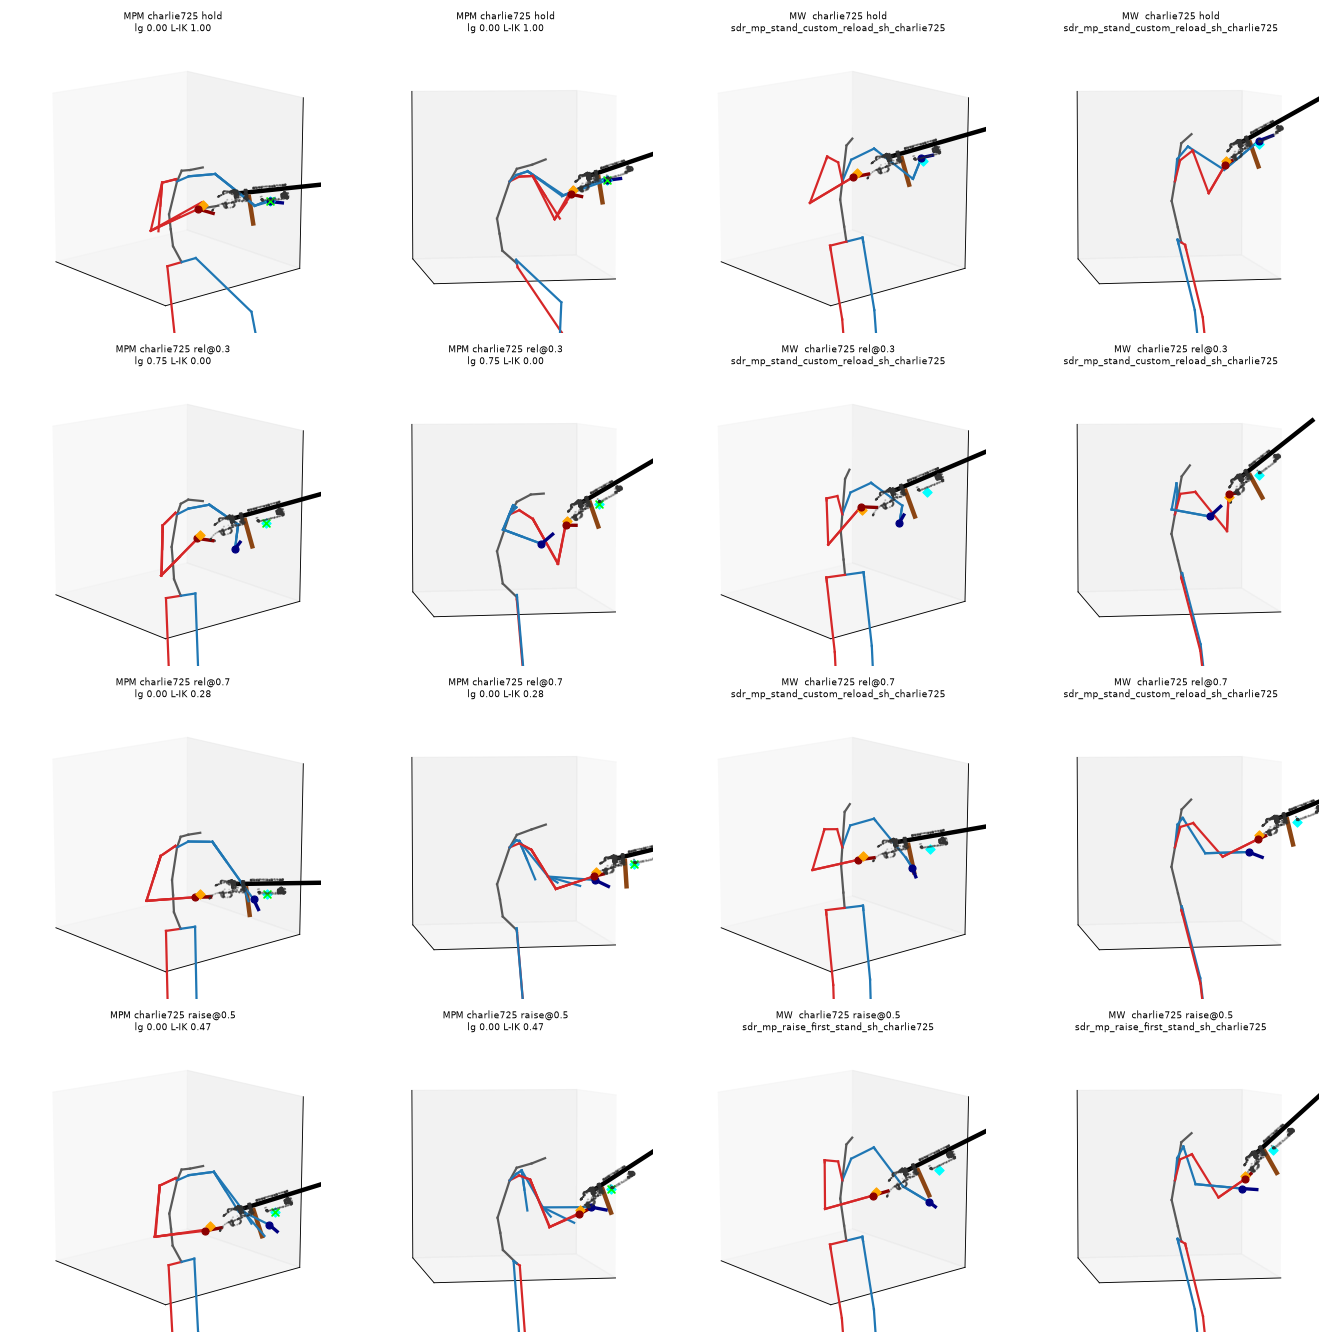 MPM charlie725 hold
lg 0.00 L-IK 1.00
MPM charlie725 hold
lg 0.00 L-IK 1.00
MW  charlie725 hold
sdr_mp_stand_custom_reload_sh_charlie725
MW  charlie725 hold
sdr_mp_stand_custom_reload_sh_charlie725
MPM charlie725 rel@0.3
lg 0.75 L-IK 0.00
MPM charlie725 rel@0.3
lg 0.75 L-IK 0.00
MW  charlie725 rel@0.3
sdr_mp_stand_custom_reload_sh_charlie725
MW  charlie725 rel@0.3
sdr_mp_stand_custom_reload_sh_charlie725
MPM charlie725 rel@0.7
lg 0.00 L-IK 0.28
MPM charlie725 rel@0.7
lg 0.00 L-IK 0.28
MW  charlie725 rel@0.7
sdr_mp_stand_custom_reload_sh_charlie725
MW  charlie725 rel@0.7
sdr_mp_stand_custom_reload_sh_charlie725
MPM charlie725 raise@0.5
lg 0.00 L-IK 0.47
MPM charlie725 raise@0.5
lg 0.00 L-IK 0.47
MW  charlie725 raise@0.5
sdr_mp_raise_first_stand_sh_charlie725
MW  charlie725 raise@0.5
sdr_mp_raise_first_stand_sh_charlie725